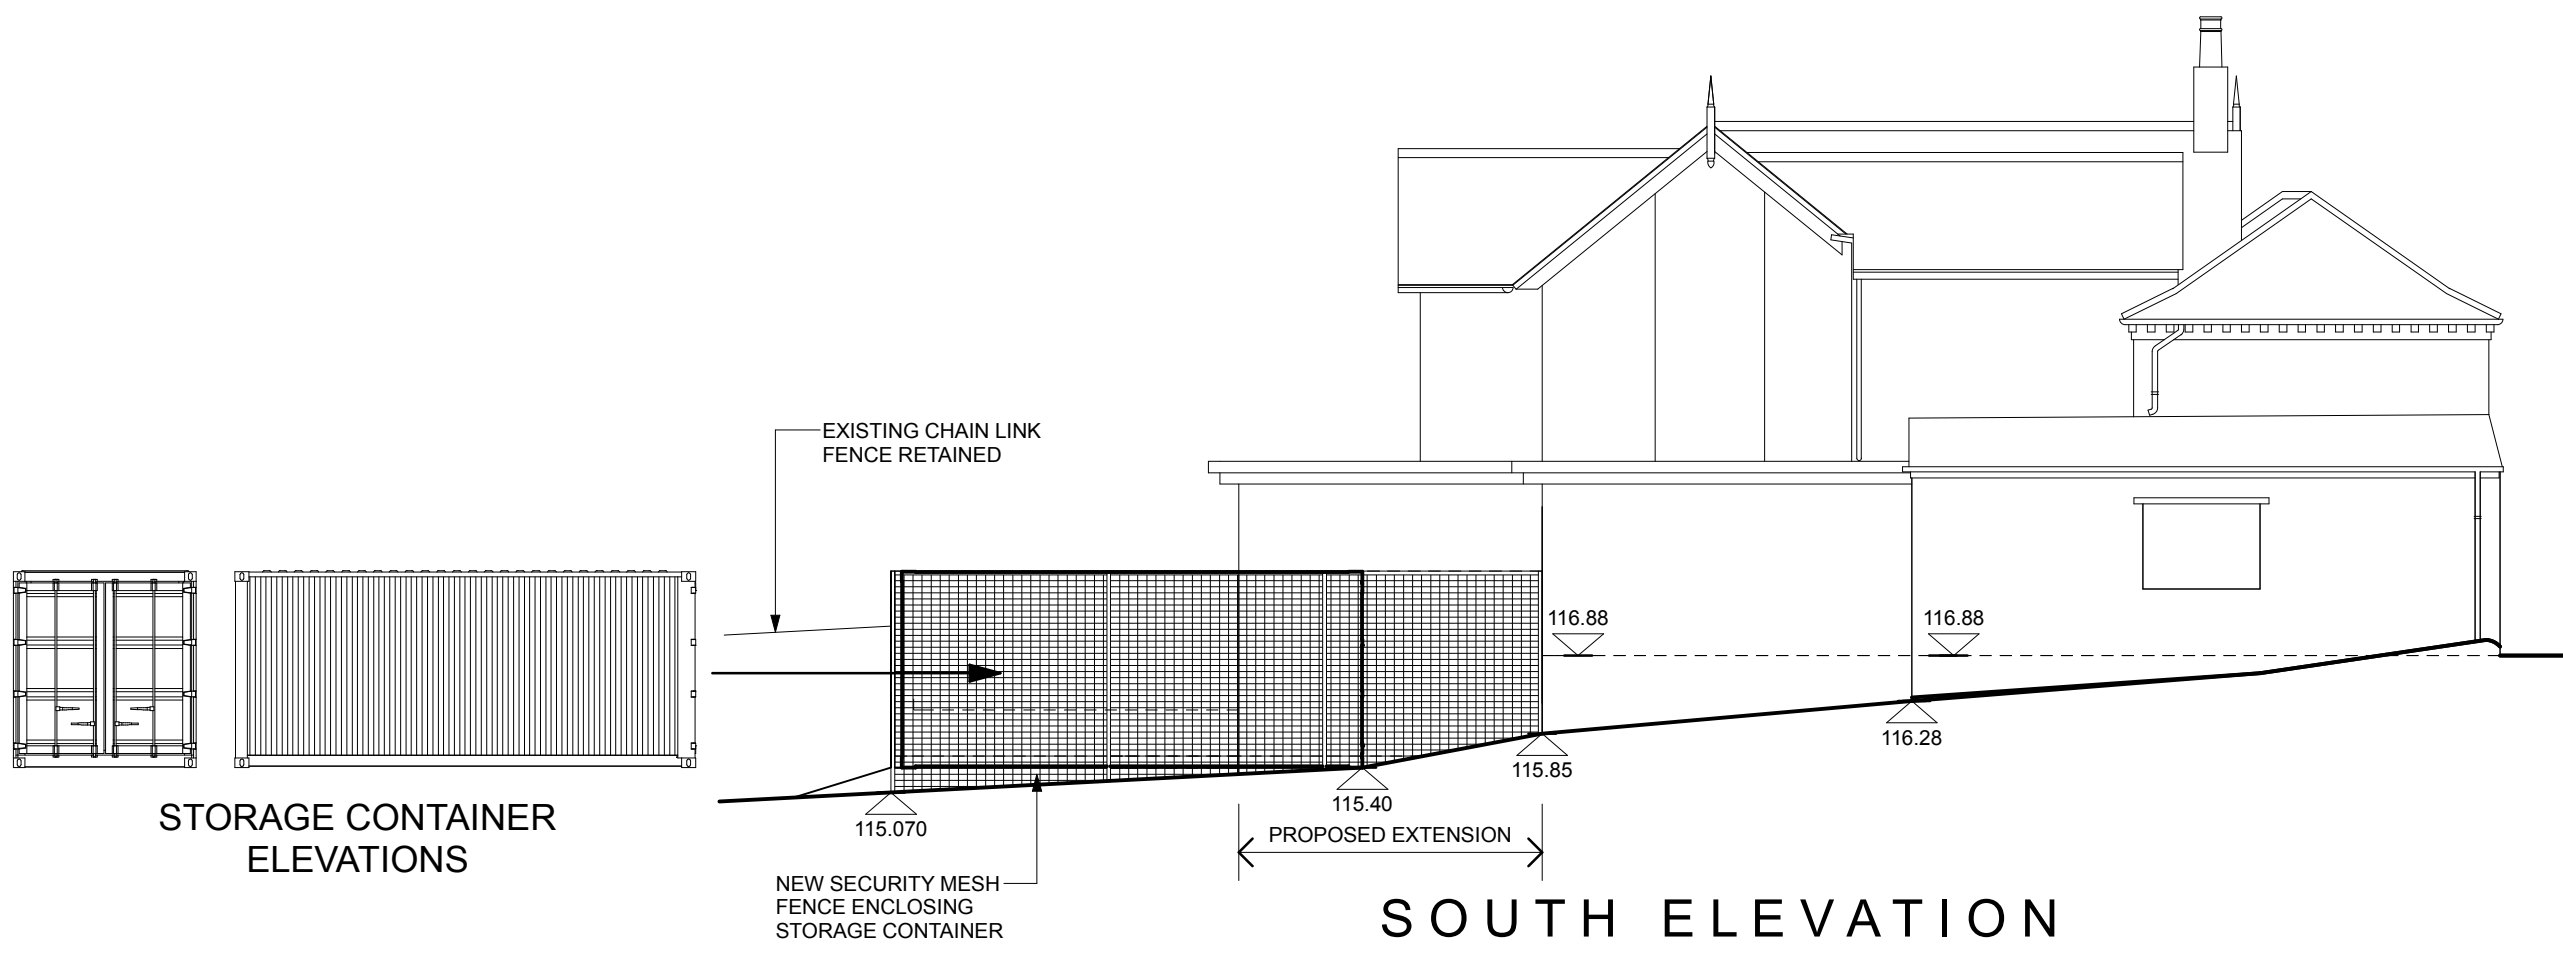 EXISTING CHAIN LINK
FENCE RETAINED
116.88
116.88
116.28
115.85
115.40
115.070
PROPOSED EXTENSION
STORAGE CONTAINER
ELEVATIONS
NEW SECURITY MESH
FENCE ENCLOSING
STORAGE CONTAINER
SOUTH ELEVATION